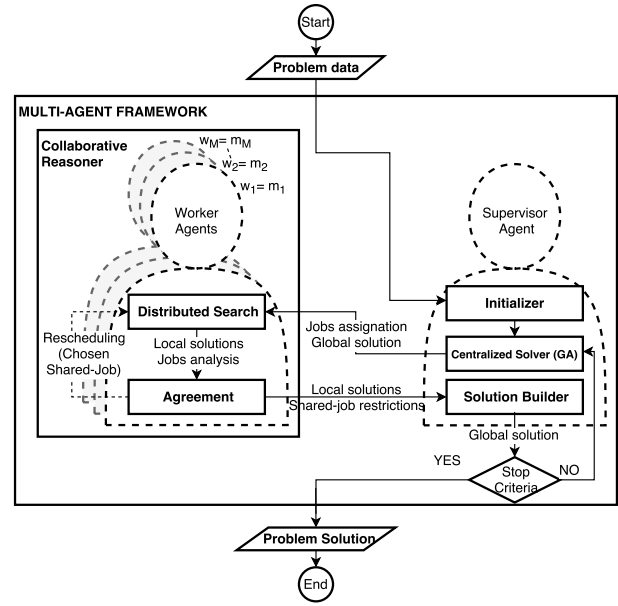 Start
Problem data
MULTI-AGENT FRAMEWORK
Collaborative
Reasoner
wM= mM
w2= m2
w1= m1
Worker
Agents
Supervisor
Agent
Initializer
Distributed Search
Jobs assignation
Global solution
Centralized Solver (GA)
Rescheduling
(Chosen
Shared-Job)
Local solutions
Jobs analysis
Agreement
Local solutions
Shared-job restrictions
Solution Builder
Global solution
YES
Stop
Criteria
NO
Problem Solution
End